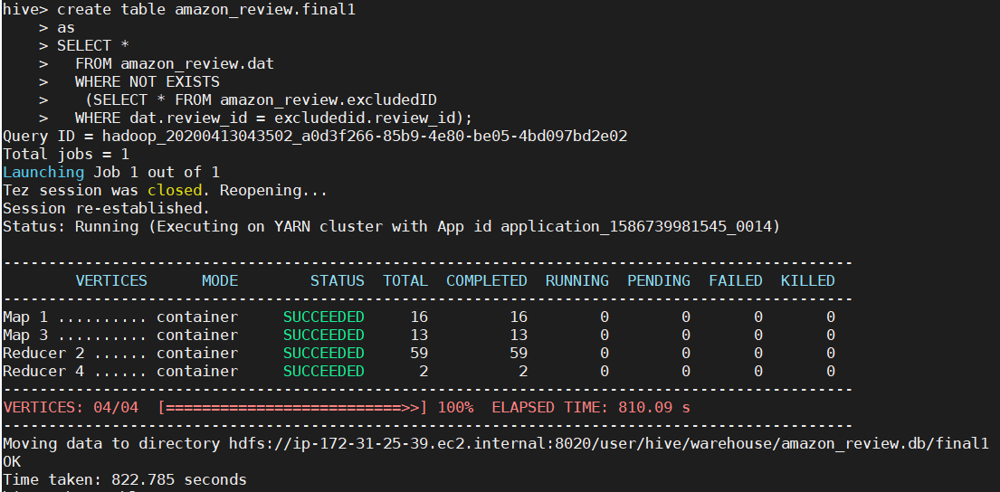 hive> create table amazon_review.final1
    > as
    > SELECT *
    >   FROM amazon_review.dat
    >   WHERE NOT EXISTS
    >    (SELECT * FROM amazon_review.excludedID
    >   WHERE dat.review_id = excludedid.review_id);
Query ID = hadoop_20200413043502_a0d3f266-85b9-4e80-be05-4bd097bd2e02
Total jobs = 1
Launching Job 1 out of 1
Tez session was closed. Reopening...
Session re-established.
Status: Running (Executing on YARN cluster with App id application_1586739981545_0014)
----------------------------------------------------------------------------------------------
        VERTICES      MODE        STATUS  TOTAL  COMPLETED  RUNNING  PENDING  FAILED  KILLED
----------------------------------------------------------------------------------------------
Map 1 .......... container     SUCCEEDED     16         16        0        0       0       0
Map 3 .......... container     SUCCEEDED     13         13        0        0       0       0
Reducer 2 ...... container     SUCCEEDED     59         59        0        0       0       0
Reducer 4 ...... container     SUCCEEDED      2          2        0        0       0       0
----------------------------------------------------------------------------------------------
VERTICES: 04/04  [==========================>>] 100%  ELAPSED TIME: 810.09 s
----------------------------------------------------------------------------------------------
Moving data to directory hdfs://ip-172-31-25-39.ec2.internal:8020/user/hive/warehouse/amazon_review.db/final1
OK
Time taken: 822.785 seconds